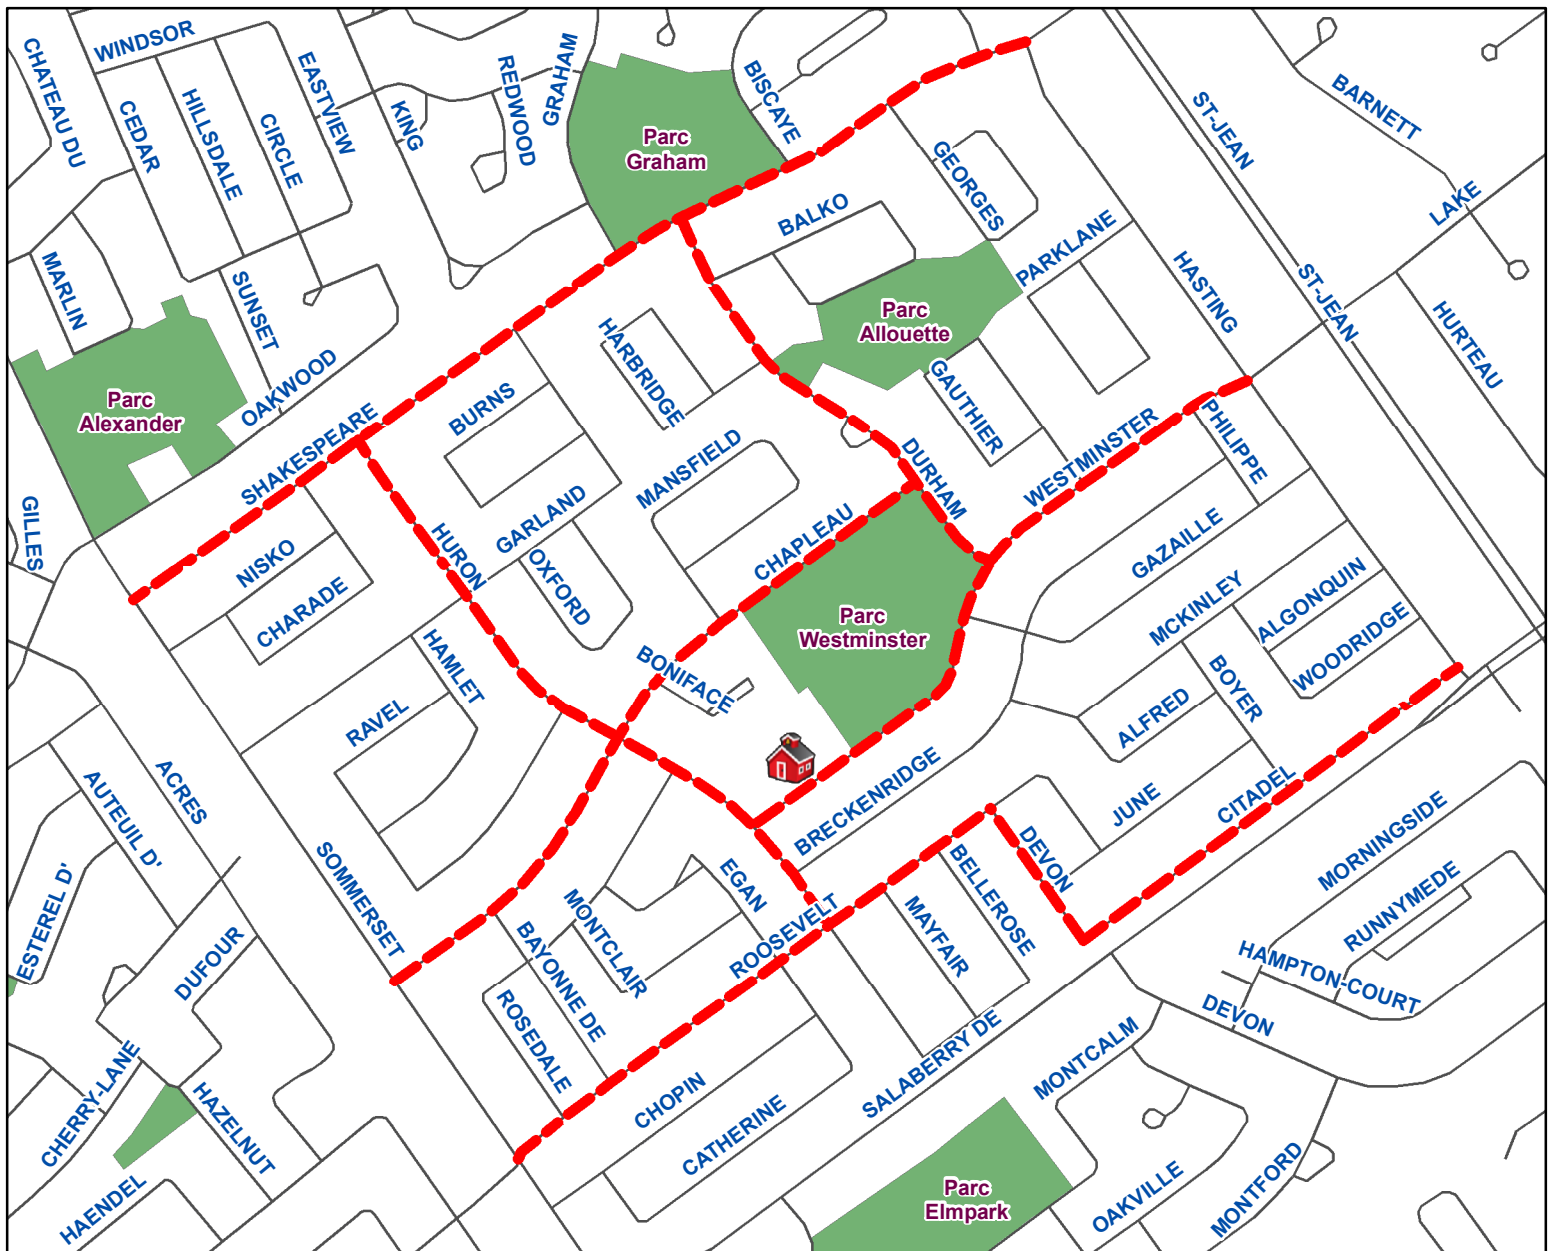 WINDSOR
CHATEAU DU
CEDAR
HILLSDALE
CIRCLE
EASTVIEW
KING
REDWOOD
GRAHAM
Parc
Graham
BISCAYE
GEORGES
ST-JEAN
BARNETT
LAKE
BALKO
PARKLANE
HASTING
ST-JEAN
HURTEAU
MARLIN
SUNSET
OAKWOOD
Parc
Alexander
SHAKESPEARE
HARBRIDGE
BURNS
Parc
Allouette
GAUTHIER
DURHAM
WESTMINSTER
PHILIPPE
GILLES
NISKO
CHARADE
HURON
GARLAND
OXFORD
MANSFIELD
CHAPLEAU
GAZAILLE
MCKINLEY
ALGONQUIN
WOODRIDGE
Parc
Westminster
BONIFACE
HAMLET
RAVEL
BOYER
ALFRED
ACRES
AUTEUIL D'
ESTEREL D'
SOMMERSET
BRECKENRIDGE
JUNE
CITADEL
DEVON
BELLEROSE
MAYFAIR
EGAN
ROOSEVELT
MONTCLAIR
BAYONNE DE
ROSEDALE
DUFOUR
CHERRY-LANE
HAZELNUT
HAENDEL
CHOPIN
CATHERINE
SALABERRY DE
MONTCALM
DEVON
HAMPTON-COURT
RUNNYMEDE
MORNINGSIDE
Parc
Elmpark
OAKVILLE
MONTFORD